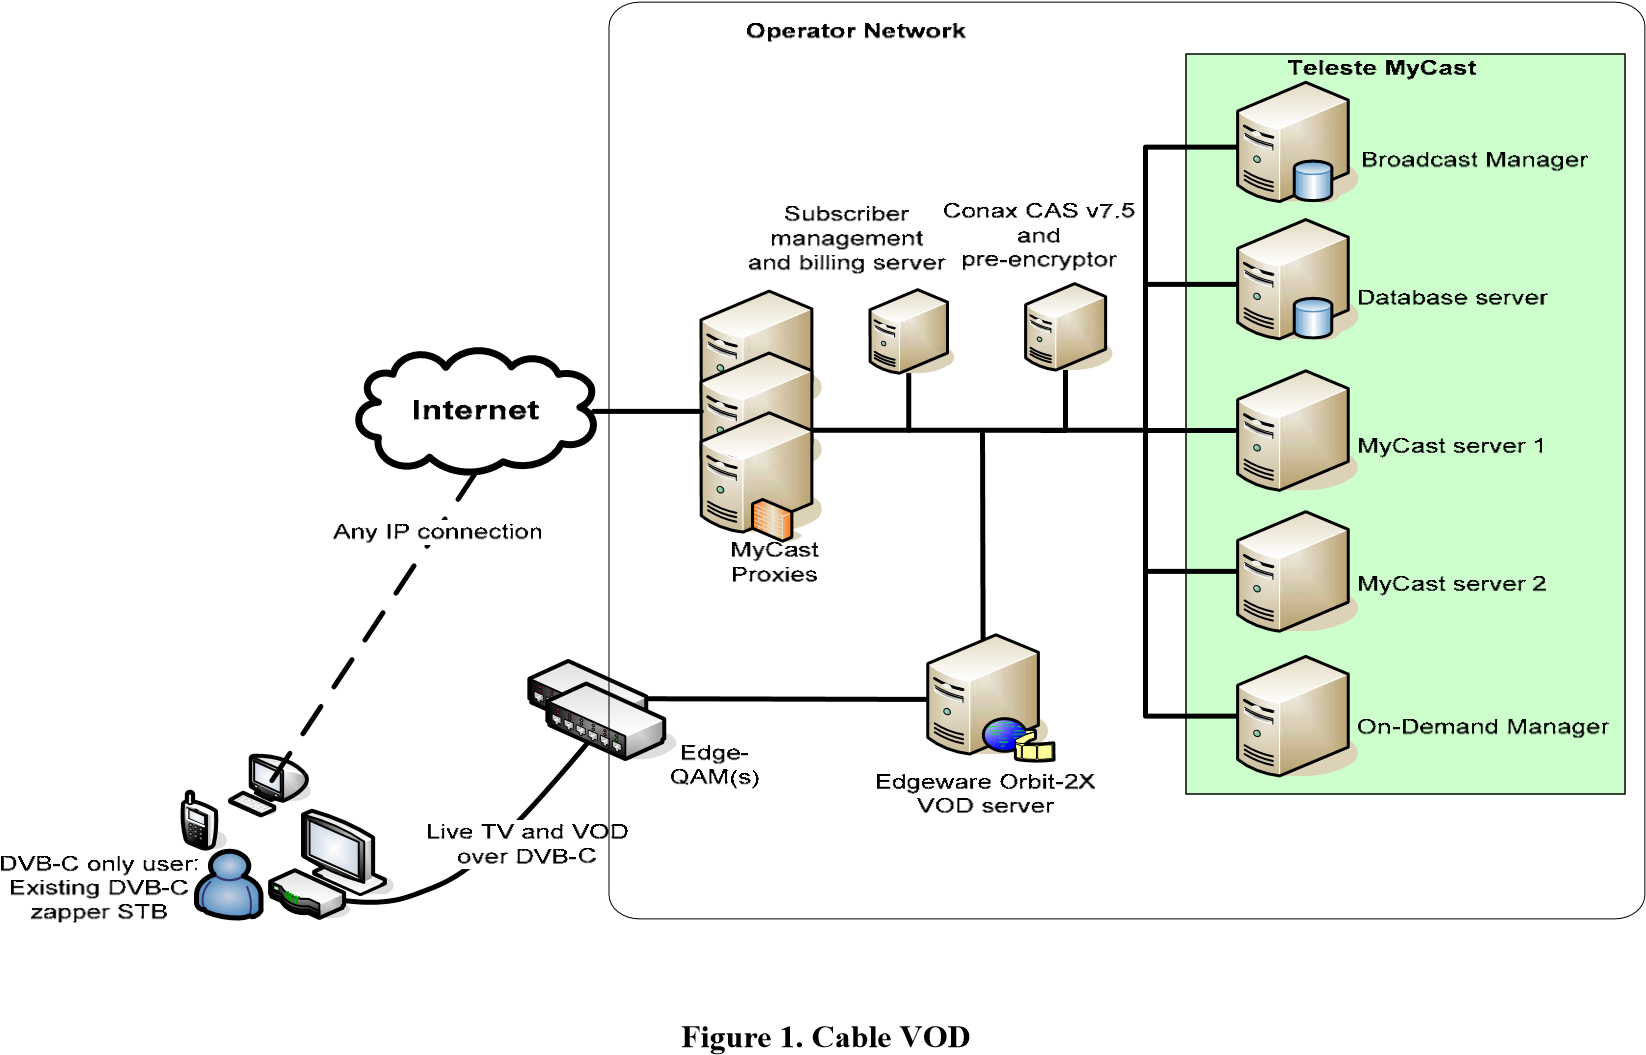 Operator Network
Teleste MyCast
Broadcast Manager
Subscriber
management
and billing server
Conax CAS v7.5
and
pre-encryptor
Database server
Internet
MyCast server 1
Any IP connection
MyCast
Proxies
MyCast server 2
Edge-
QAM(s)
Edgeware Orbit-2X
VOD server
On-Demand Manager
Live TV and VOD
over DVB-C
DVB-C only user:
Existing DVB-C
zapper STB
Figure 1. Cable VOD